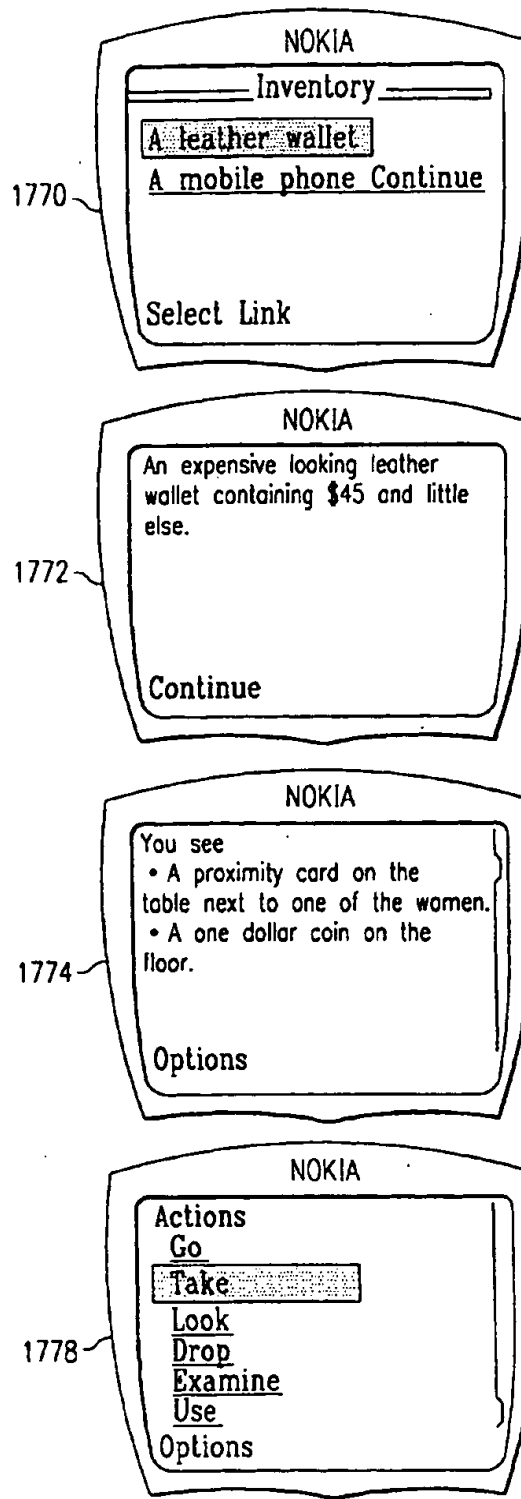 NOKIA
Inventory
A leather wallet
A mobile phone Continue
1770
Select Link
NOKIA
An expensive looking leather
wallet containing $45 and little
else.
1772
Continue
NOKIA
You see
• A proximity card on the
table next to one of the women.
• A one dollar coin on the
floor.
1774
Options
NOKIA
Actions
Go
Take
Look
Drop
Examine
Use
1778
Options